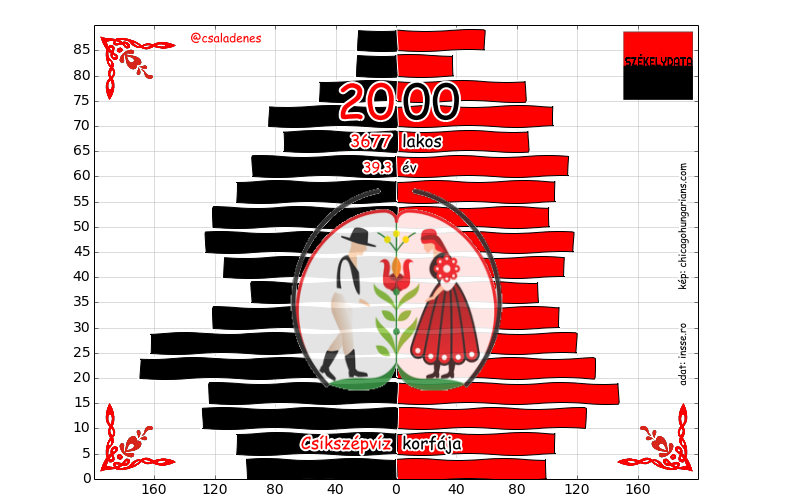 @csaladenes
SZÉKELYDATA
2000
3677 lakos
39.3 év
kép: chicagohungarians.com
adat: insse.ro
Csíkszépvíz korfája
85
80
75
70
65
60
55
50
45
40
35
30
25
20
15
10
5
0
160 120 80 40 0 40 80 120 160